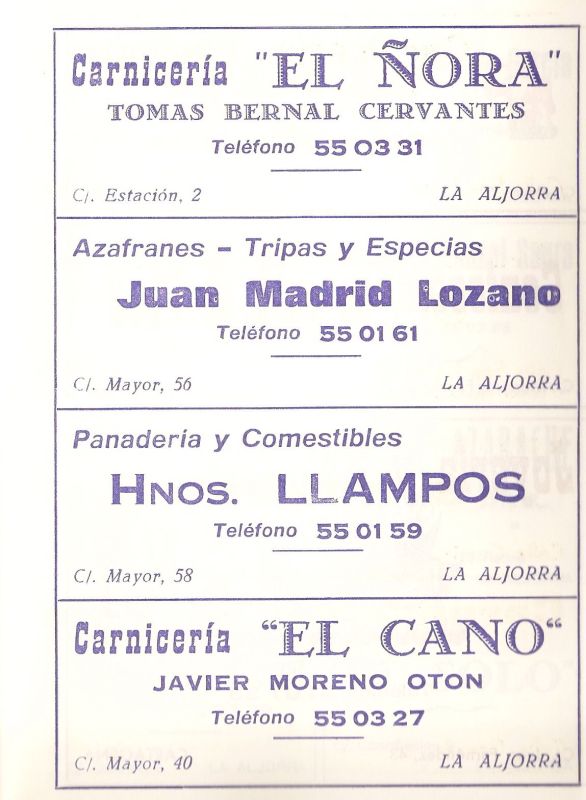 Carnicería "EL ÑORA"
TOMAS BERNAL CERVANTES
Teléfono 55 03 31
C/. Estación, 2 LA ALJORRA
Azafranes - Tripas y Especias
Juan Madrid Lozano
Teléfono 55 01 61
C/. Mayor, 56 LA ALJORRA
Panadería y Comestibles
HNOS. LLAMPOS
Teléfono 55 01 59
C/. Mayor, 58 LA ALJORRA
Carnicería “EL CANO“
JAVIER MORENO OTON
Teléfono 55 03 27
C/. Mayor, 40 LA ALJORRA